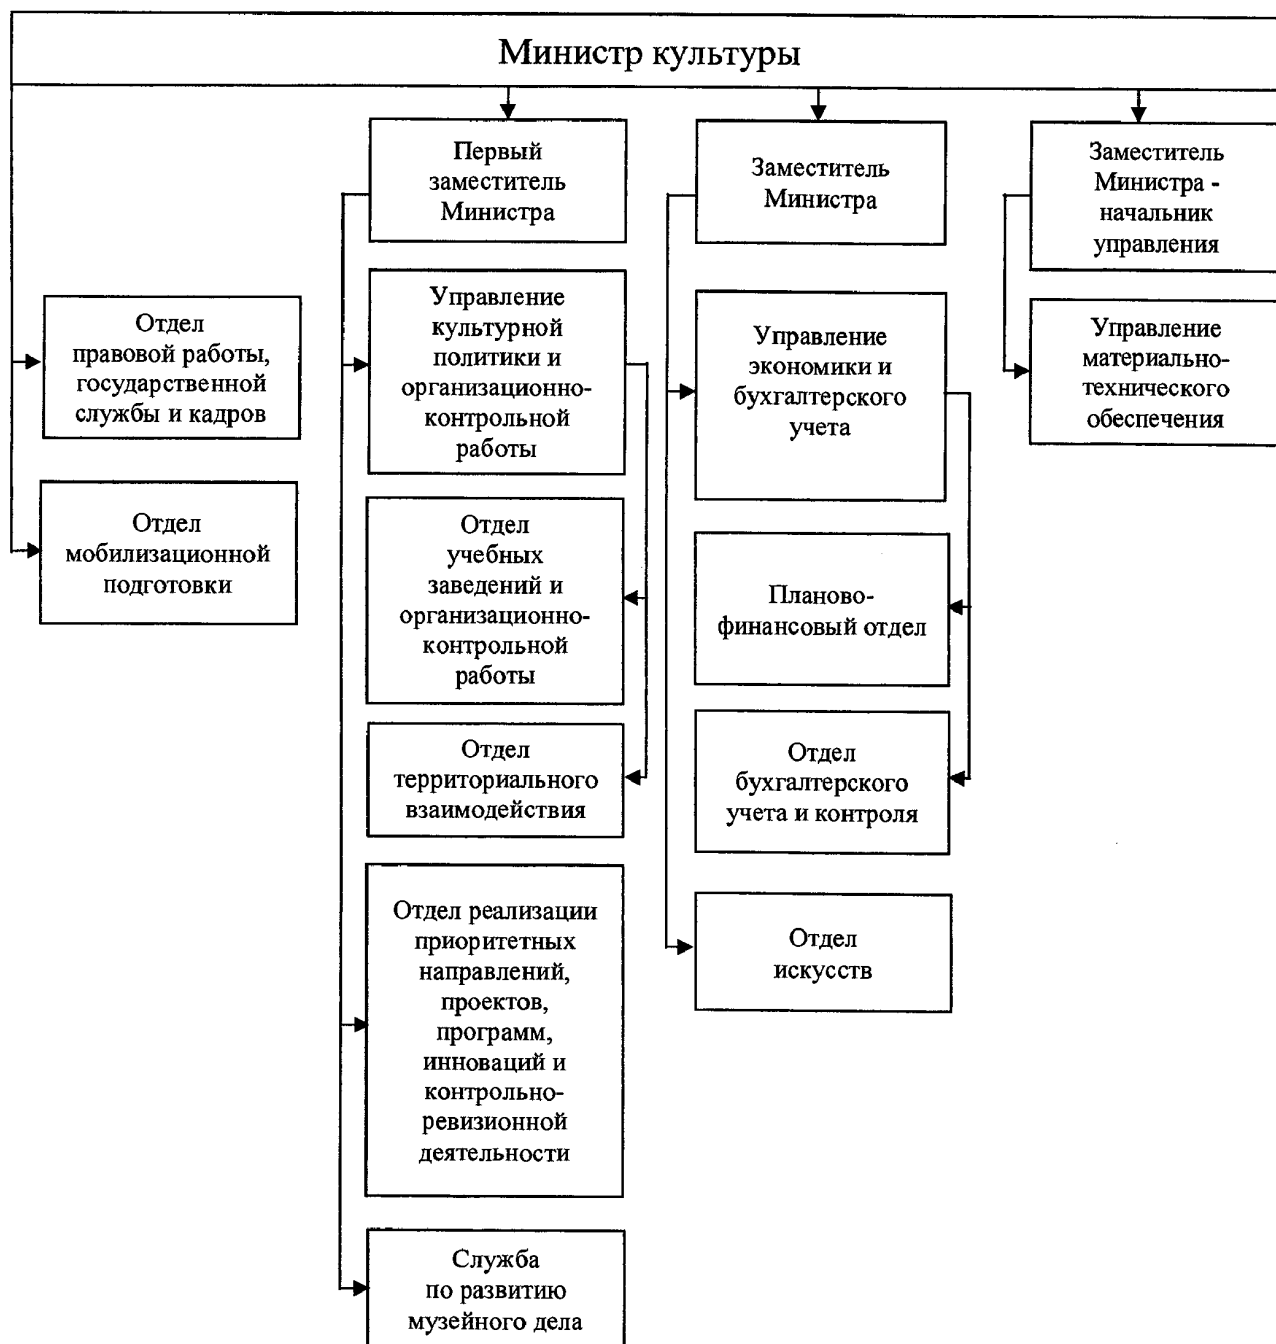 Министр культуры
Первый
заместитель
Министра
Заместитель
Министра
Заместитель
Министра -
начальник
управления
Отдел
правовой работы,
государственной
службы и кадров
Отдел
мобилизационной
подготовки
Управление
культурной
политики и
организационно-
контрольной
работы
Отдел
учебных
заведений и
организационно-
контрольной
работы
Отдел
территориального
взаимодействия
Отдел реализации
приоритетных
направлений,
проектов,
программ,
инноваций и
контрольно-
ревизионной
деятельности
Служба
по развитию
музейного дела
Управление
экономики и
бухгалтерского
учета
Планово-
финансовый отдел
Отдел
бухгалтерского
учета и контроля
Отдел
искусств
Управление
материально-
технического
обеспечения